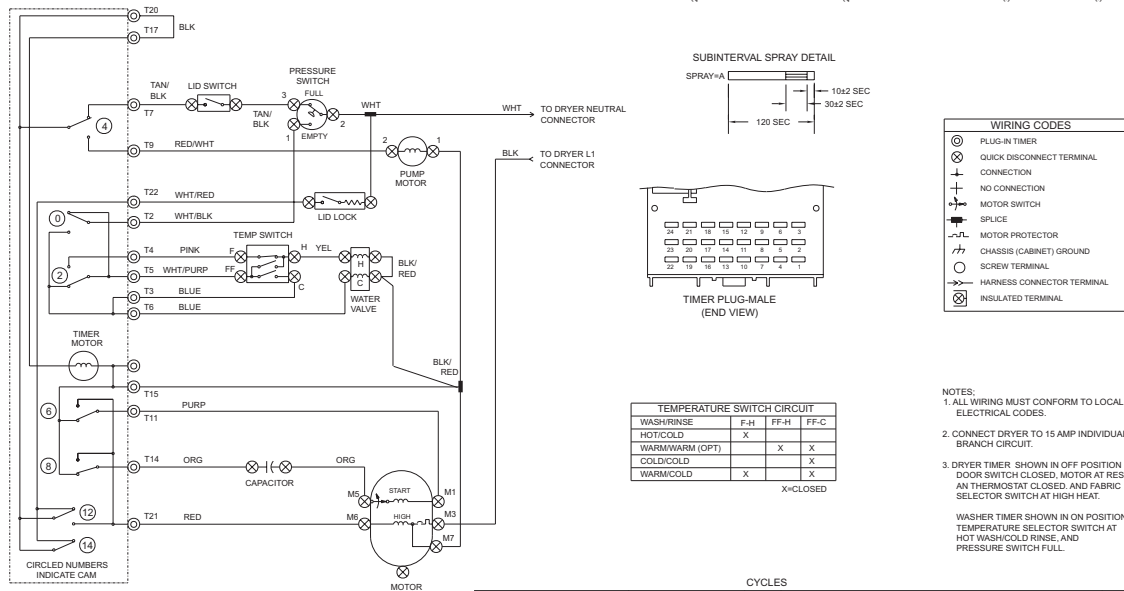 T20
T17
BLK
TAN/
BLK
T7
LID SWITCH
TAN/
BLK
PRESSURE
SWITCH
FULL
3
2
1
EMPTY
WHT
WHT
TO DRYER NEUTRAL
CONNECTOR
BLK
TO DRYER L1
CONNECTOR
4
T9
RED/WHT
2
1
PUMP
MOTOR
T22
WHT/RED
LID LOCK
0
T2
WHT/BLK
TEMP SWITCH
T4
PINK
F
H
YEL
H
BLK/
RED
2
T5
WHT/PURP
FF
C
C
T3
BLUE
T6
BLUE
WATER
VALVE
TIMER
MOTOR
BLK/
RED
T15
6
PURP
T11
8
T14
ORG
ORG
CAPACITOR
M5
START
M1
12
T21
RED
M6
HIGH
M3
M7
14
CIRCLED NUMBERS
INDICATE CAM
MOTOR
SUBINTERVAL SPRAY DETAIL
SPRAY=A
10±2 SEC
30±2 SEC
120 SEC
24 21 18 15 12 9 6 3
23 20 17 14 11 8 5 2
22 19 16 13 10 7 4 1
TIMER PLUG-MALE
(END VIEW)
WIRING CODES
PLUG-IN TIMER
QUICK DISCONNECT TERMINAL
CONNECTION
NO CONNECTION
MOTOR SWITCH
SPLICE
MOTOR PROTECTOR
CHASSIS (CABINET) GROUND
SCREW TERMINAL
HARNESS CONNECTOR TERMINAL
INSULATED TERMINAL
TEMPERATURE SWITCH CIRCUIT
WASH/RINSE F-H FF-H FF-C
HOT/COLD X
WARM/WARM (OPT) X X
COLD/COLD X
WARM/COLD X X
X=CLOSED
NOTES;
1. ALL WIRING MUST CONFORM TO LOCAL
ELECTRICAL CODES.
2. CONNECT DRYER TO 15 AMP INDIVIDUAL
BRANCH CIRCUIT.
3. DRYER TIMER SHOWN IN OFF POSITION
DOOR SWITCH CLOSED, MOTOR AT RES
AN THERMOSTAT CLOSED. AND FABRIC
SELECTOR SWITCH AT HIGH HEAT.
WASHER TIMER SHOWN IN ON POSITION
TEMPERATURE SELECTOR SWITCH AT
HOT WASH/COLD RINSE, AND
PRESSURE SWITCH FULL.
CYCLES